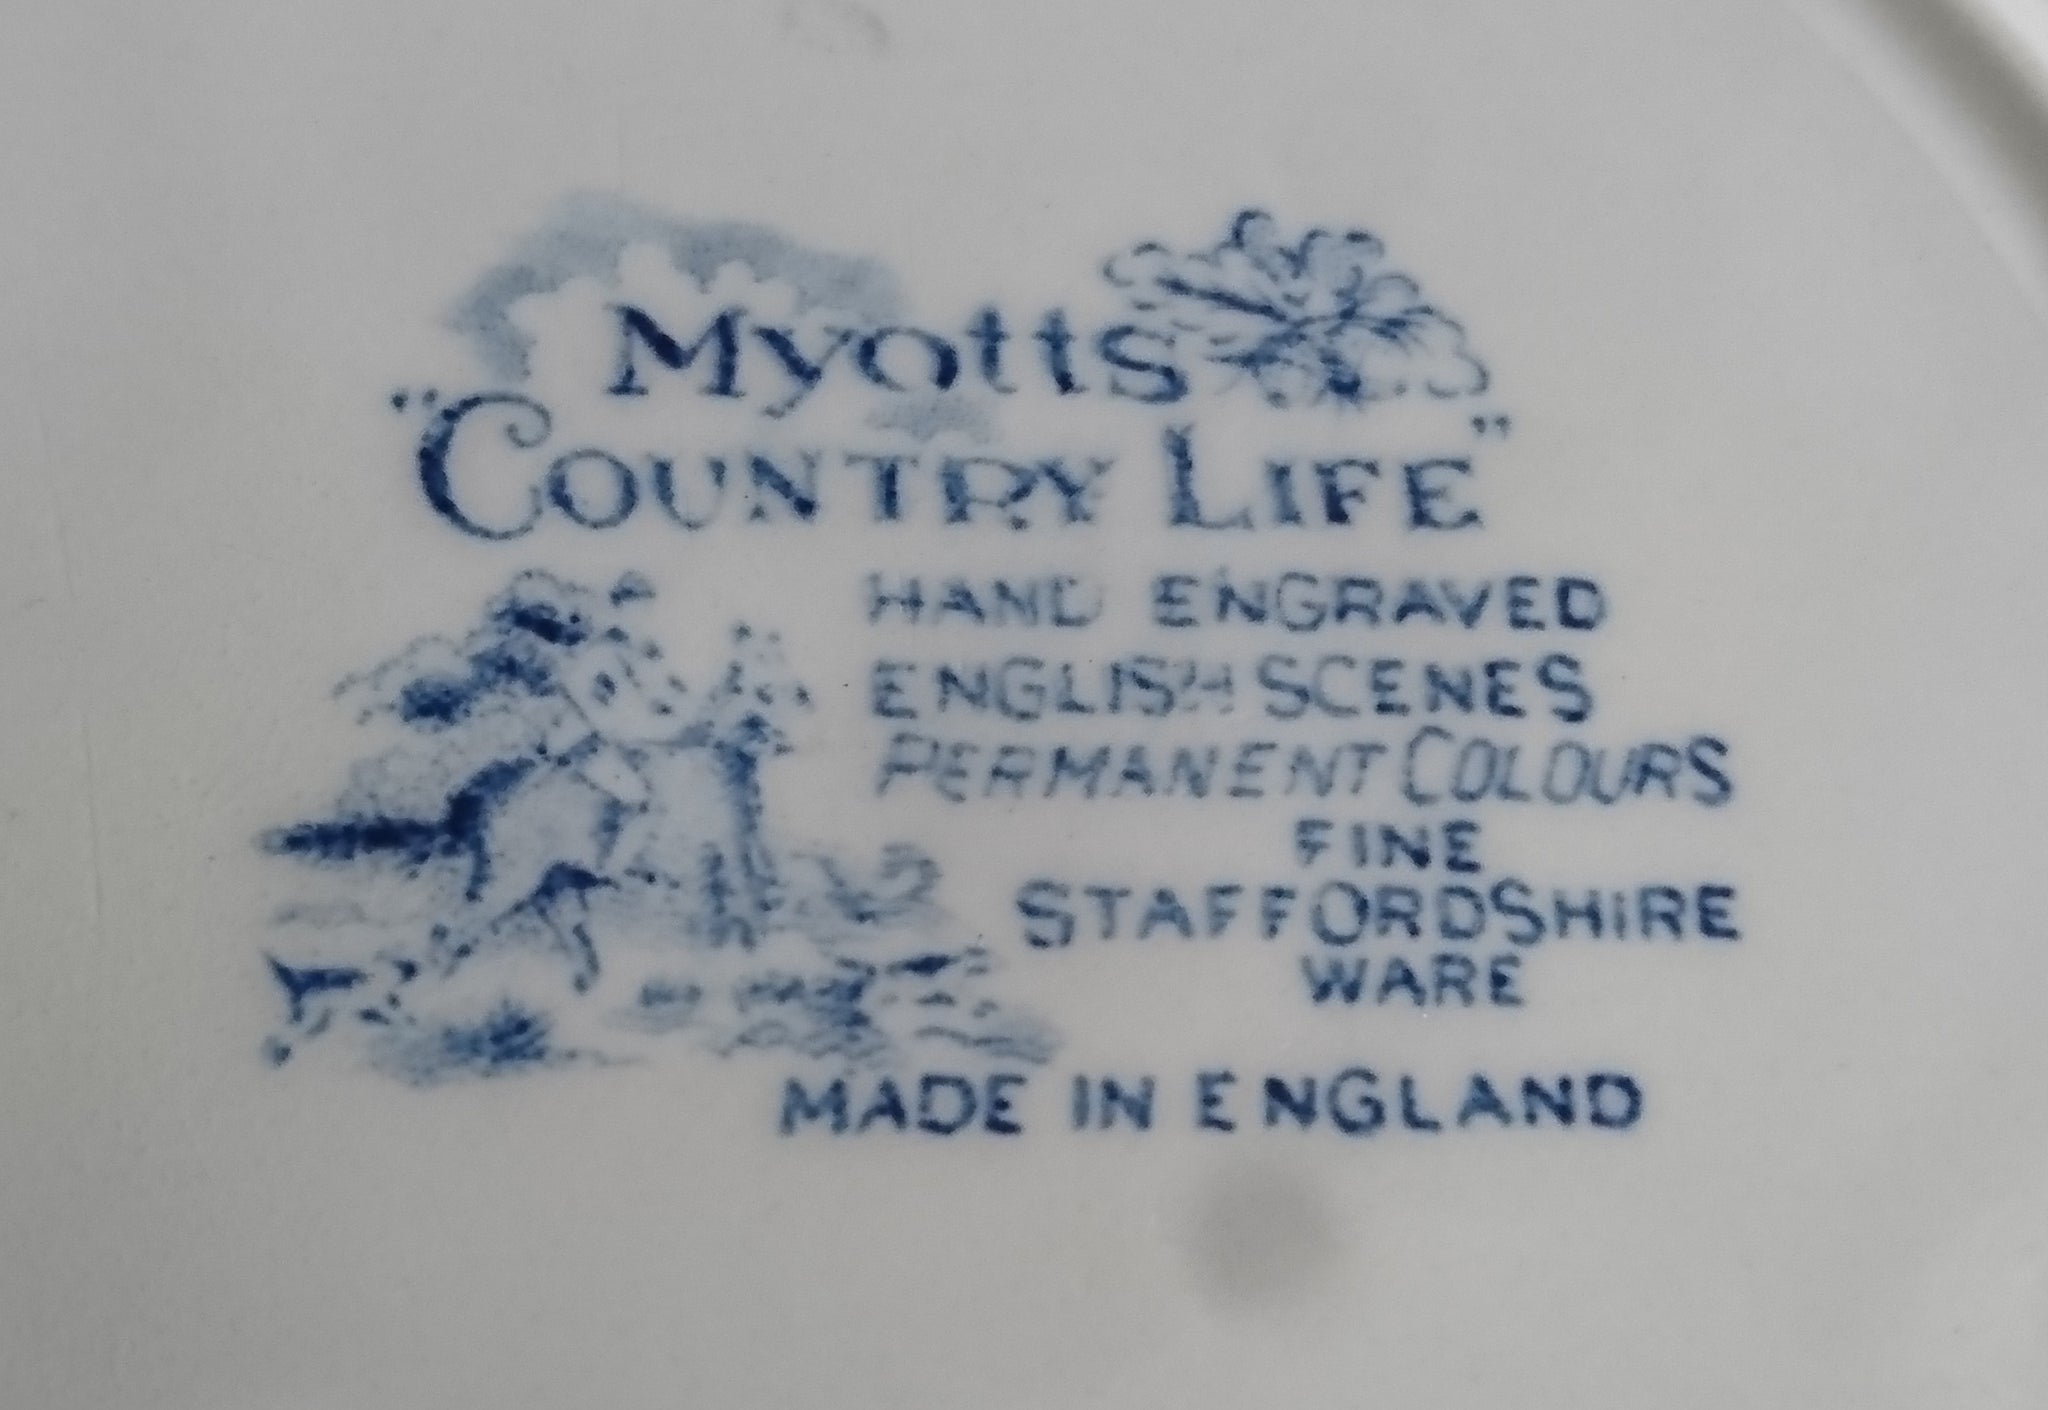 Myotts
"COUNTRY LIFE"
HAND ENGRAVED
ENGLISH SCENES
PERMANENT COLOURS
FINE
STAFFORDSHIRE
WARE
MADE IN ENGLAND